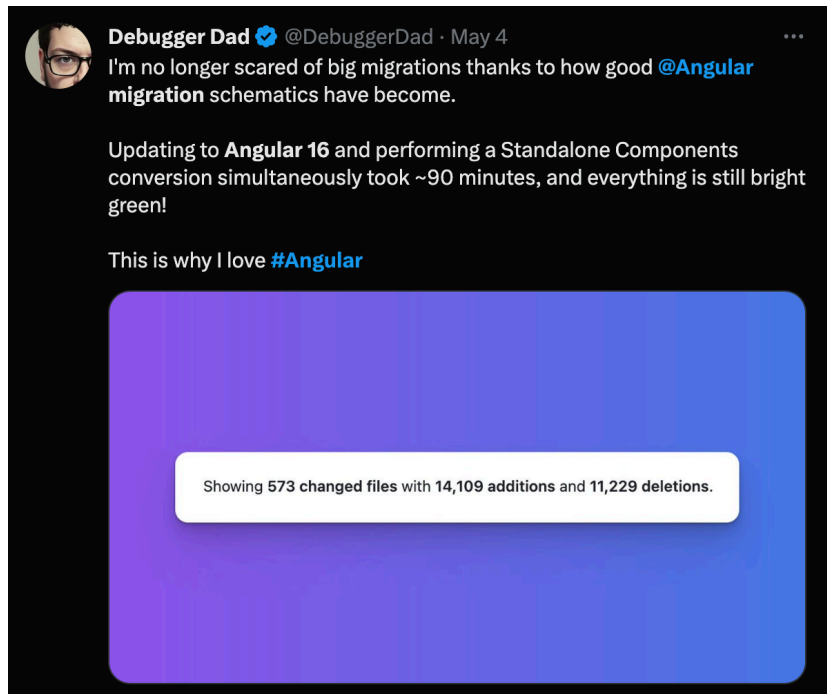 Debugger Dad @DebuggerDad · May 4
I'm no longer scared of big migrations thanks to how good @Angular
migration schematics have become.
Updating to Angular 16 and performing a Standalone Components
conversion simultaneously took ~90 minutes, and everything is still bright
green!
This is why I love #Angular
Showing 573 changed files with 14,109 additions and 11,229 deletions.